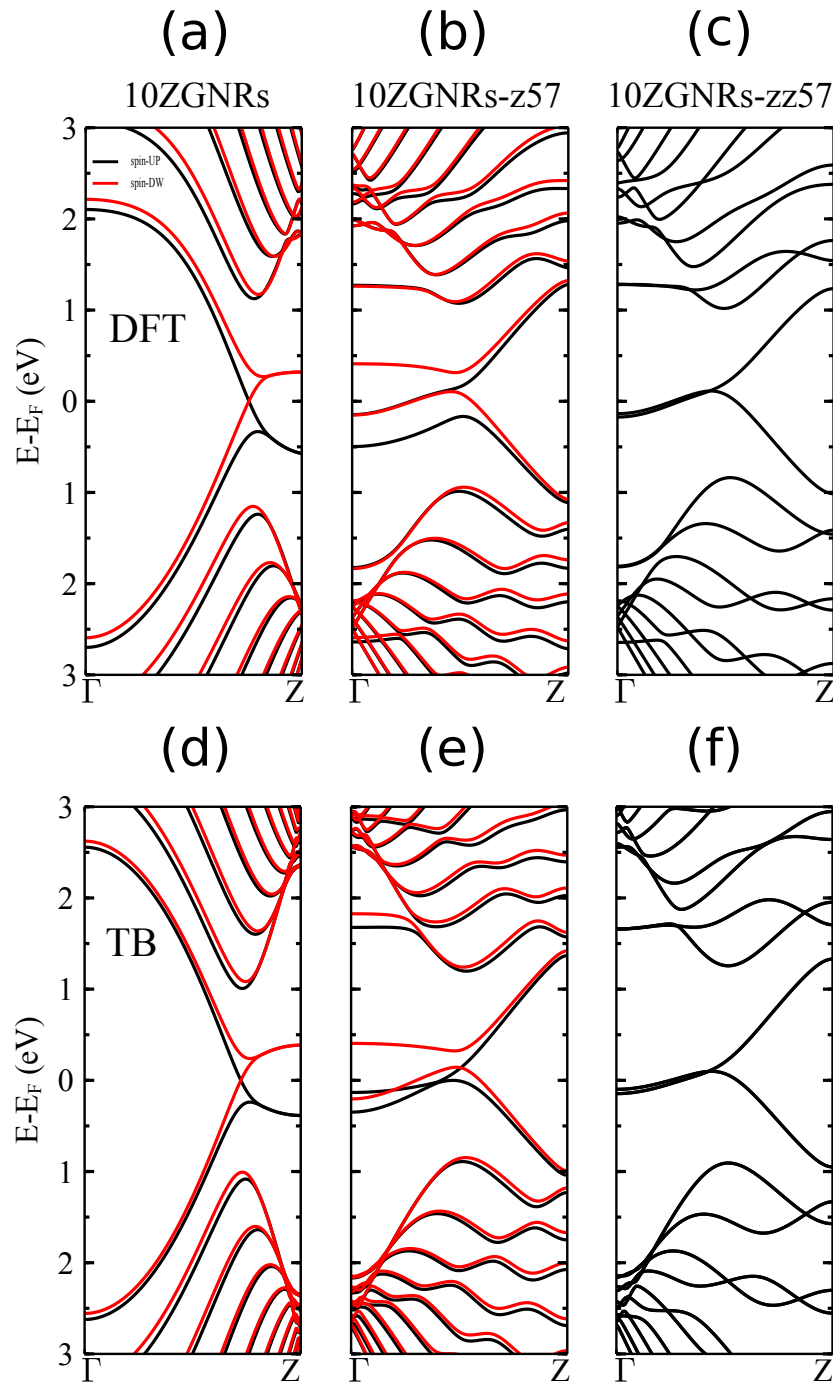 (a) (b) (c)
10ZGNRs 10ZGNRs-z57 10ZGNRs-zz57
3
spin-UP
spin-DW
2
1
DFT
0
E-E_F (eV)
1
2
3
Γ Z Γ Z Γ Z
(d) (e) (f)
3
2
TB
1
0
E-E_F (eV)
1
2
3
Γ Z Γ Z Γ Z